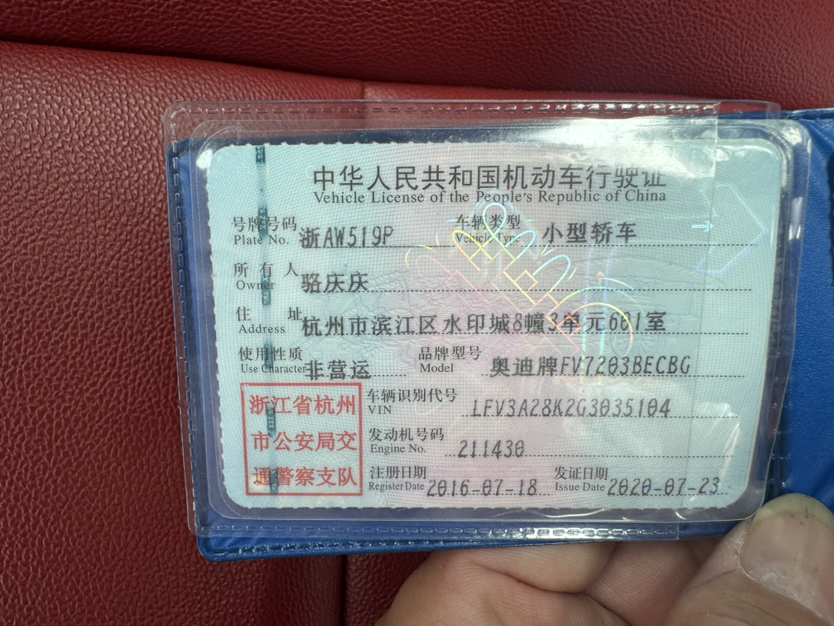 中华人民共和国机动车行驶证
Vehicle License of the People's Republic of China
号牌号码 浙AW519P 车辆类型 小型轿车
Plate No. Vehicle Type
所有人 骆庆庆
Owner
住址 杭州市滨江区水印城8幢3单元601室
Address
使用性质 非营运 品牌型号 奥迪牌FV7203BECBG
Use Character Model
浙江省杭州
市公安局交
通警察支队
车辆识别代号 LFV3A28K2G3035104
VIN
发动机号码 211430
Engine No.
注册日期 2016-07-18 发证日期 2020-07-23
Register Date Issue Date